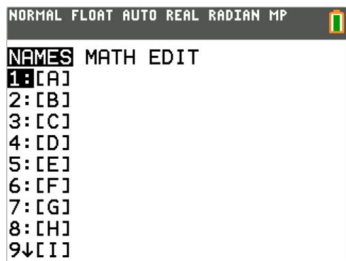 NORMAL FLOAT AUTO REAL RADIAN MP
NAMES MATH EDIT
1:[A]
2:[B]
3:[C]
4:[D]
5:[E]
6:[F]
7:[G]
8:[H]
9↓[I]